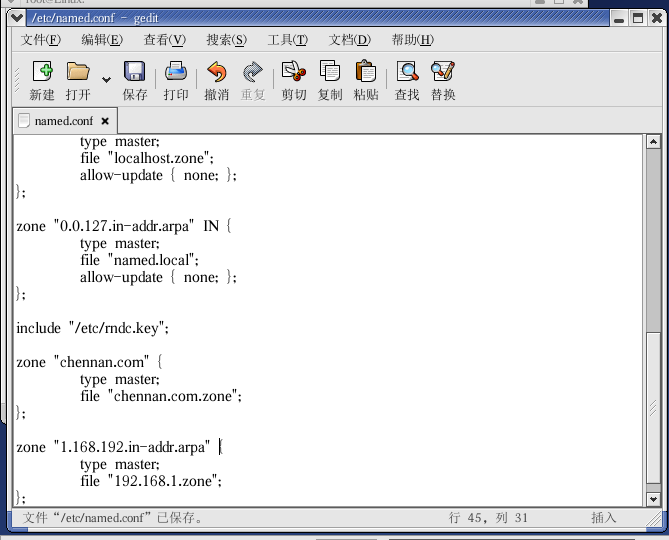 /etc/named.conf - gedit
文件(F) 编辑(E) 查看(V) 搜索(S) 工具(T) 文档(D) 帮助(H)
新建 打开 保存 打印 撤消 重复 剪切 复制 粘贴 查找 替换
named.conf
type master;
file "localhost.zone";
allow-update { none; };
};
zone "0.0.127.in-addr.arpa" IN {
type master;
file "named.local";
allow-update { none; };
};
include "/etc/rndc.key";
zone "chennan.com" {
type master;
file "chennan.com.zone";
};
zone "1.168.192.in-addr.arpa" {
type master;
file "192.168.1.zone";
};
文件“/etc/named.conf”已保存。 行 45, 列 31 插入